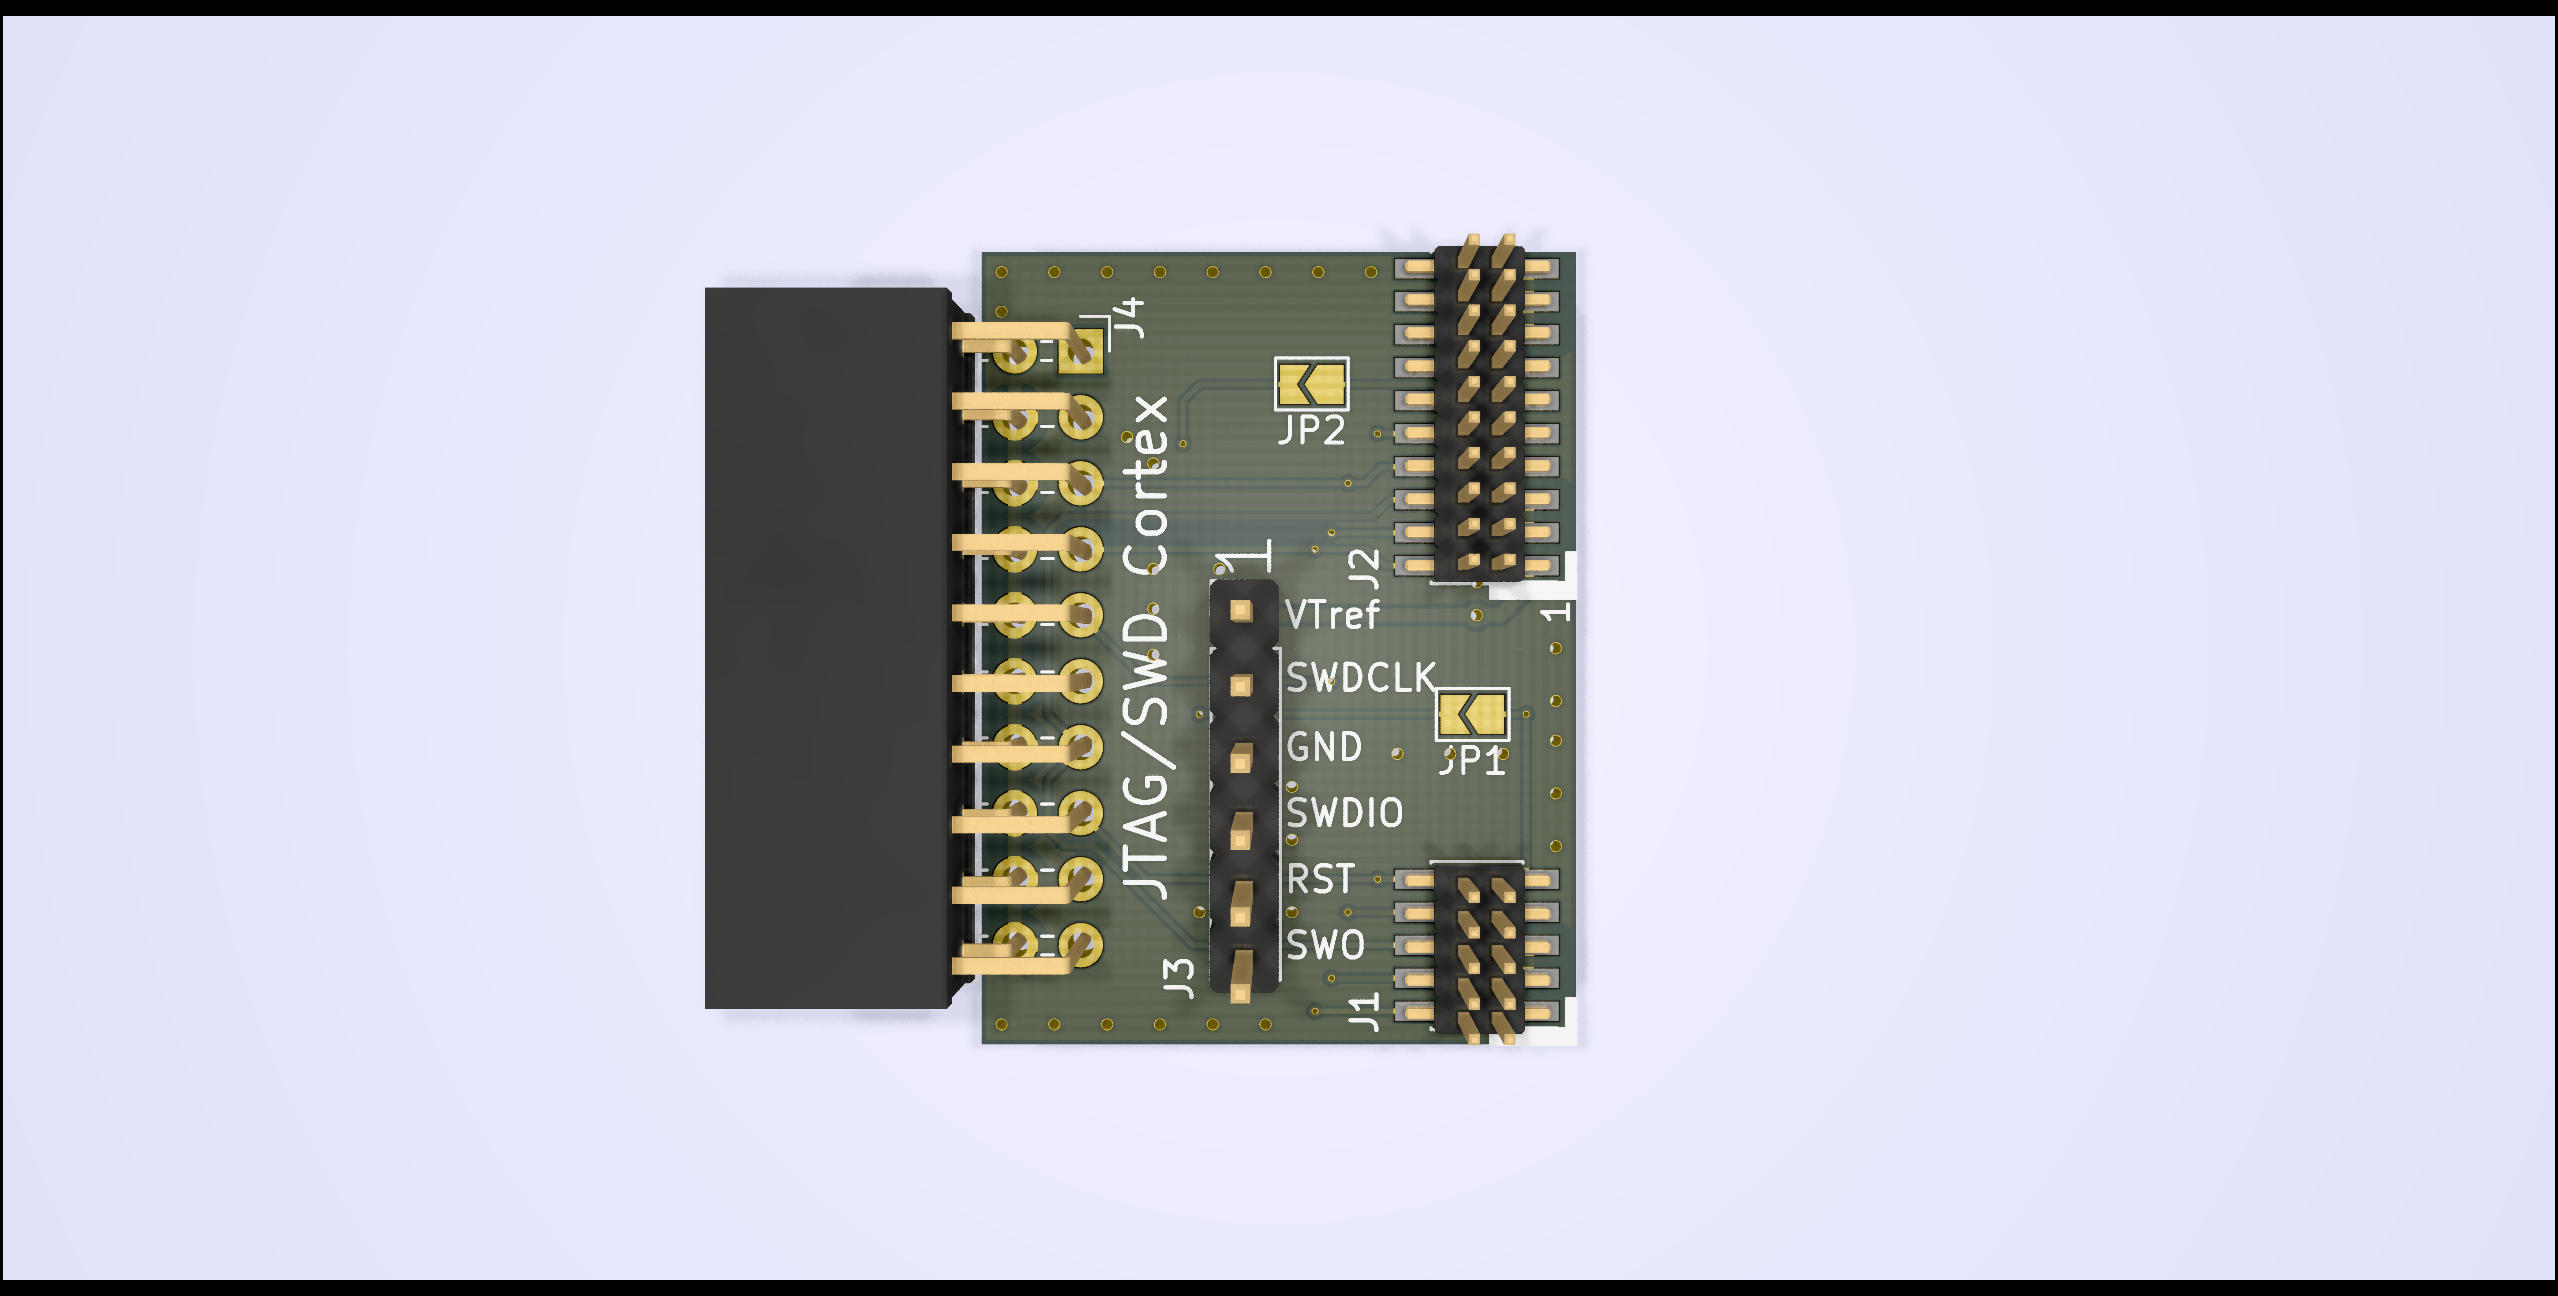 J4
JP2
JTAG/SWD Cortex
J2
1
1
VTref
SWDCLK
GND
JP1
SWDIO
RST
SWO
J3
J1